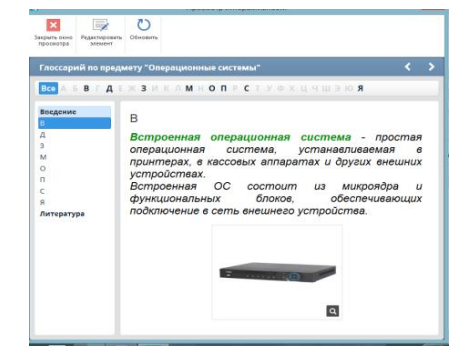 Закрыть окно просмотра
Редактировать элемент
Обновить
Глоссарий по предмету "Операционные системы"
Все А Б В Г Д Е Ж З И К Л М Н О П Р С Т У Ф Х Ц Ч Ш Э Ю Я
Введение
В
Д
З
М
О
П
С
Я
Литература
В
Встроенная операционная система - простая
операционная система, устанавливаемая в
принтерах, в кассовых аппаратах и других внешних
устройствах.
Встроенная ОС состоит из микроядра и
функциональных блоков, обеспечивающих
подключение в сеть внешнего устройства.